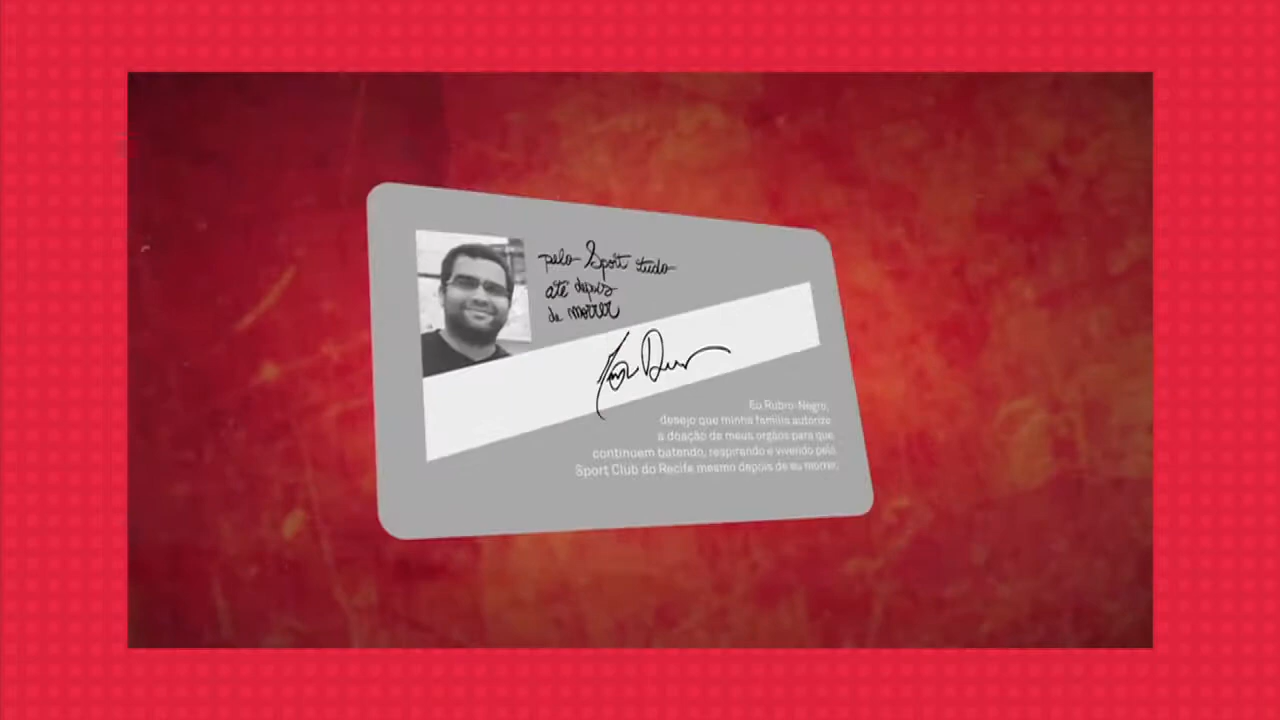 pelo Sport tudo
até depois
de morrer
Eu Rubro-Negro,
desejo que minha família autorize
a doação de meus orgãos para que
continuem batendo, respirando e vivendo pelo
Sport Club do Recife mesmo depois de eu morrer.